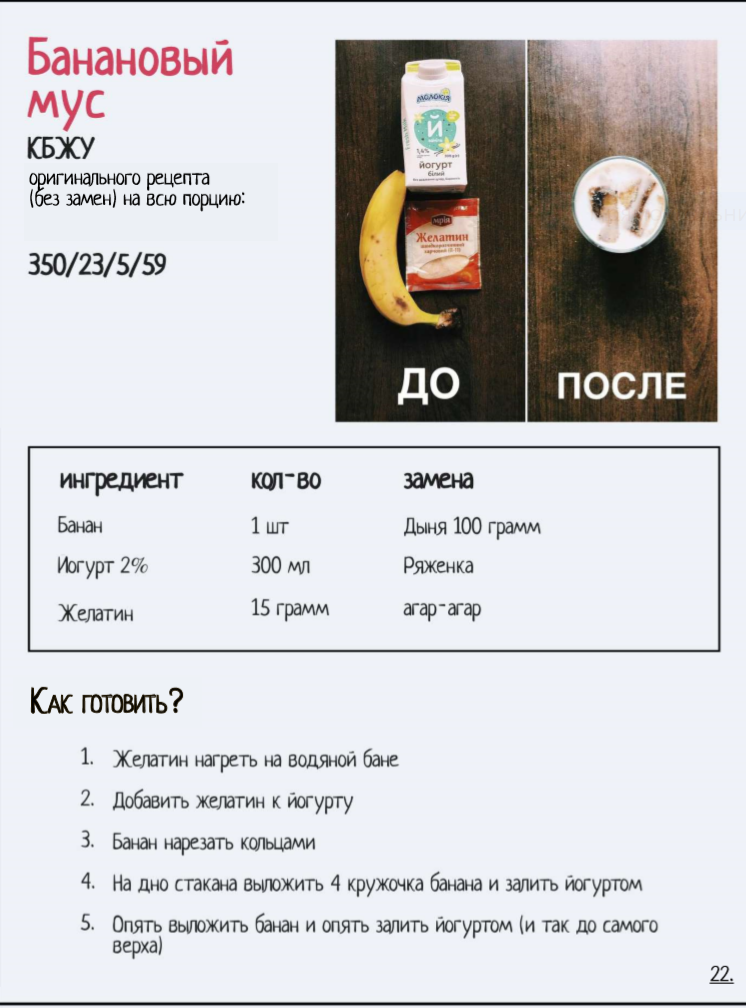 Банановый
мус
КБЖУ
оригинального рецепта
(без замен) на всю порцию:
350/23/5/59
МОЛОКІЯ
Й
йогурт
білий
мрія
Желатин
ДО
ПОСЛЕ
ингредиент кол-во замена
Банан 1 шт Дыня 100 грамм
Йогурт 2% 300 мл Ряженка
Желатин 15 грамм агар-агар
Как готовить?
1. Желатин нагреть на водяной бане
2. Добавить желатин к йогурту
3. Банан нарезать кольцами
4. На дно стакана выложить 4 кружочка банана и залить йогуртом
5. Опять выложить банан и опять залить йогуртом (и так до самого
верха)
22.